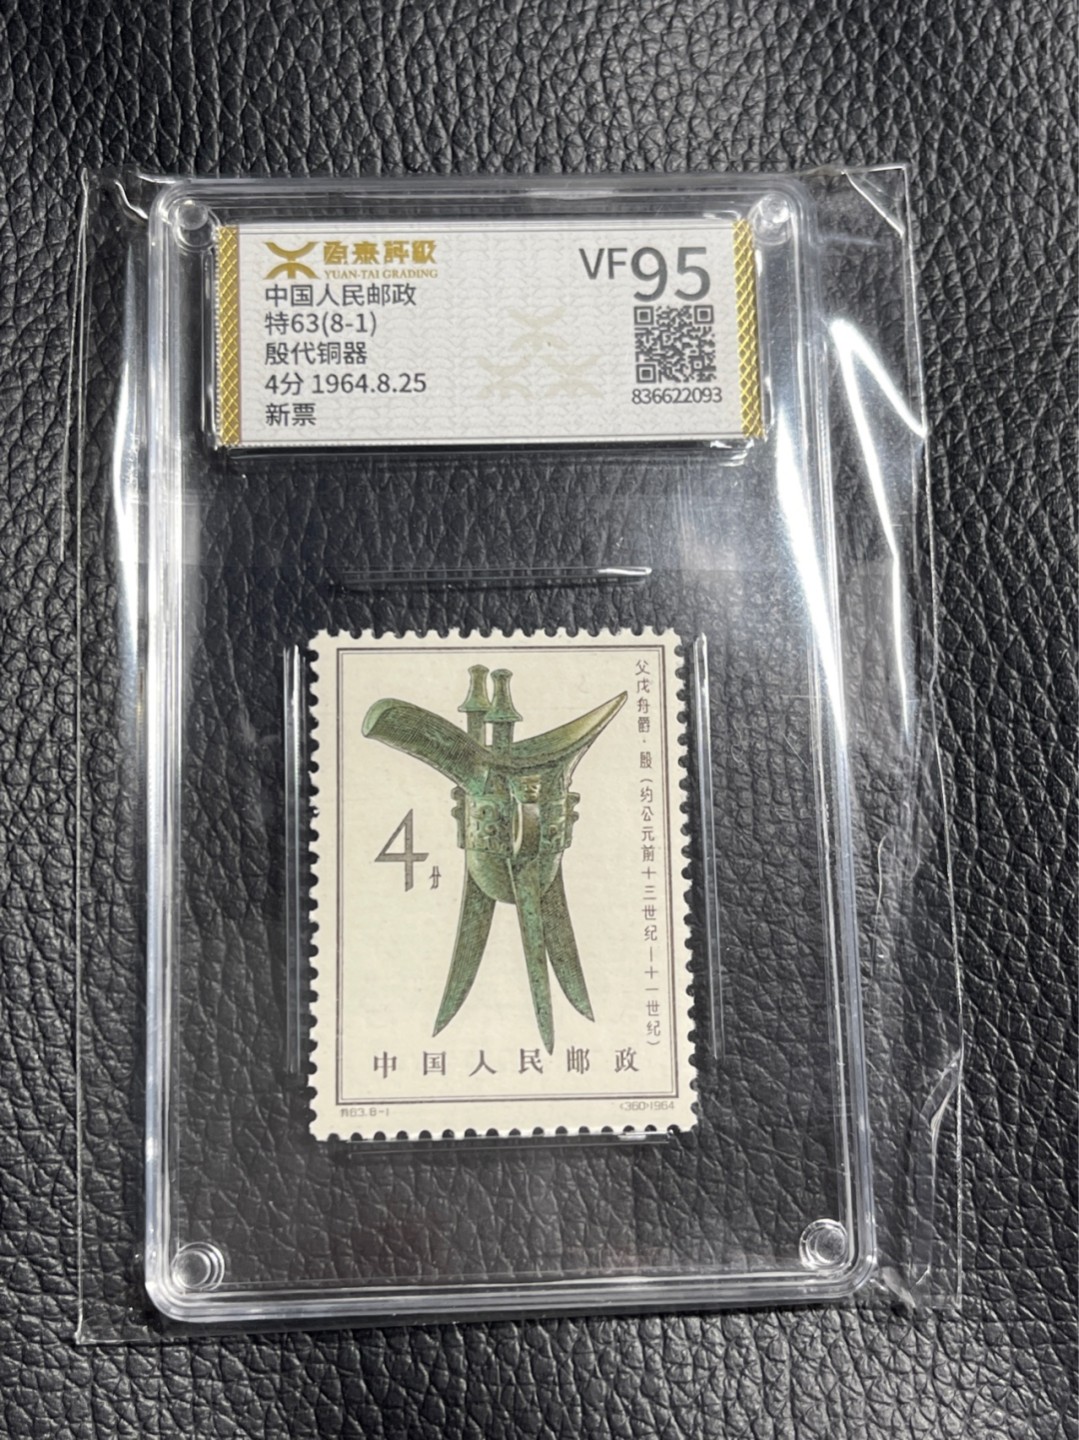 源泰评级
YUAN-TAI GRADING
中国人民邮政
特63(8-1)
殷代铜器
4分 1964.8.25
新票
VF95
836622093
父戊舟爵·殷(约公元前十三世纪—十一世纪)
4分
中国人民邮政
特63.8-1
(360)1964